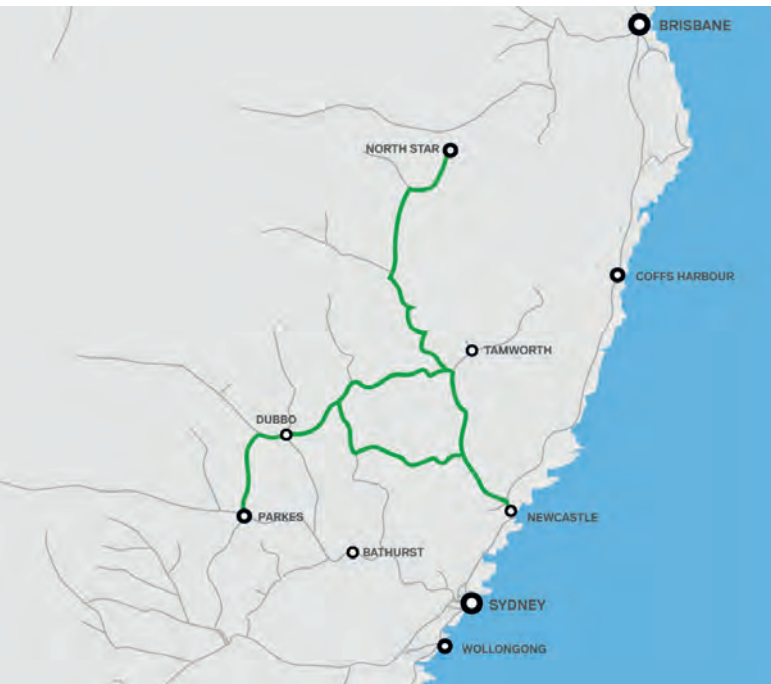 BRISBANE
NORTH STAR
COFFS HARBOUR
TAMWORTH
DUBBO
PARKES
NEWCASTLE
BATHURST
SYDNEY
WOLLONGONG